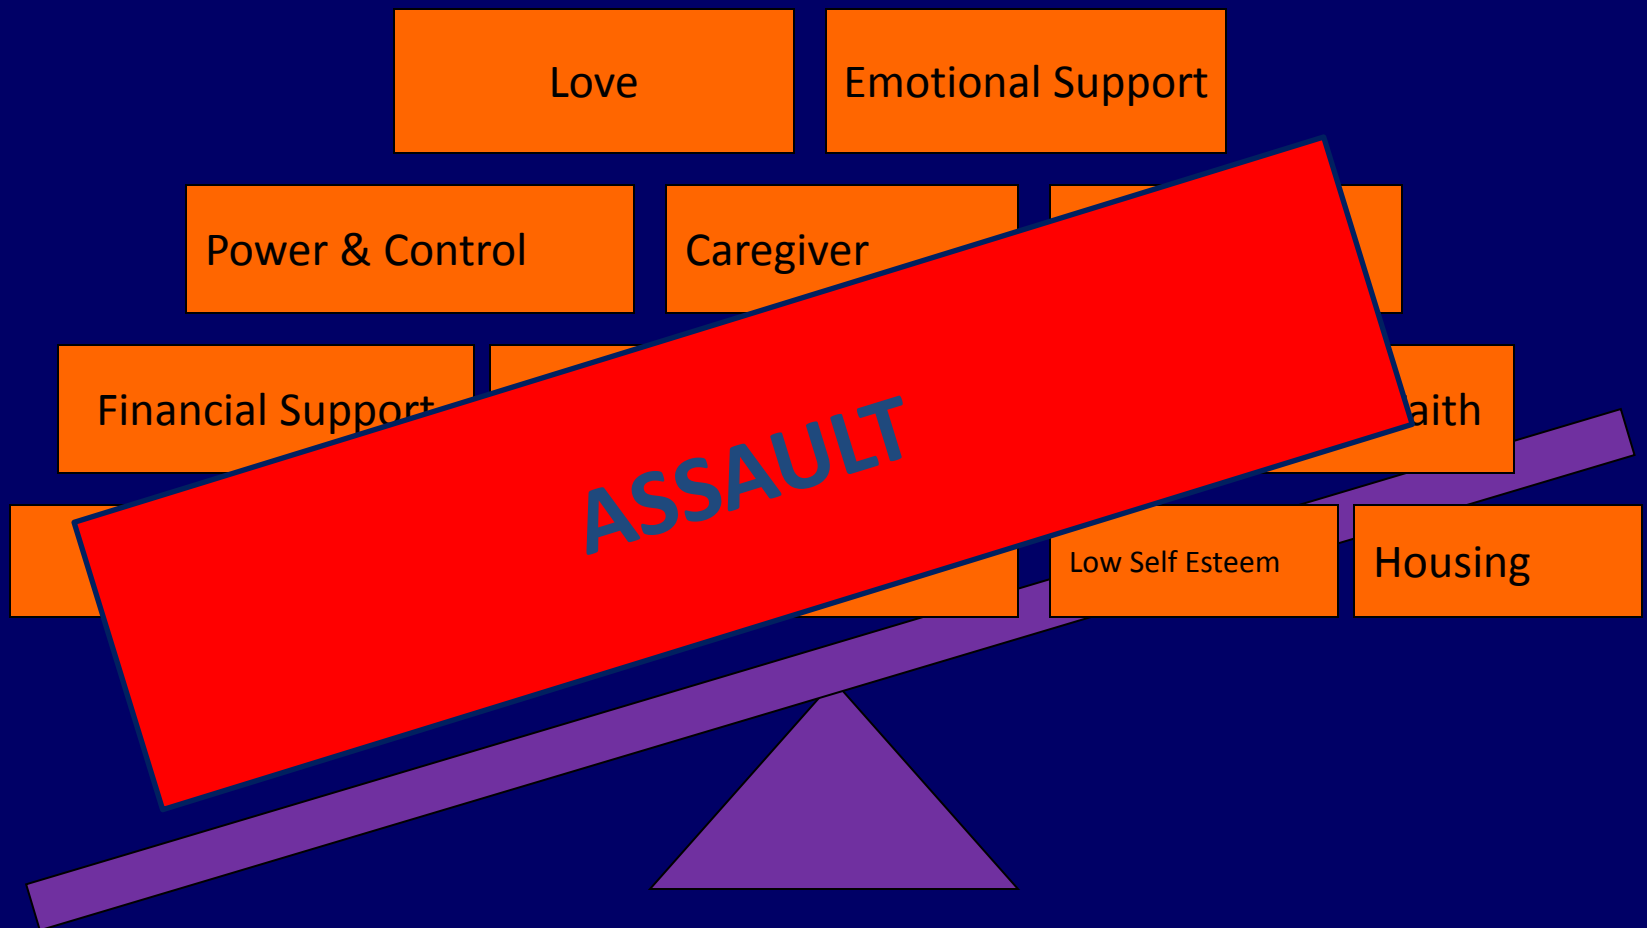 Love
Emotional Support
Power & Control
Caregiver
Financial Support
aith
ASSAULT
Low Self Esteem
Housing